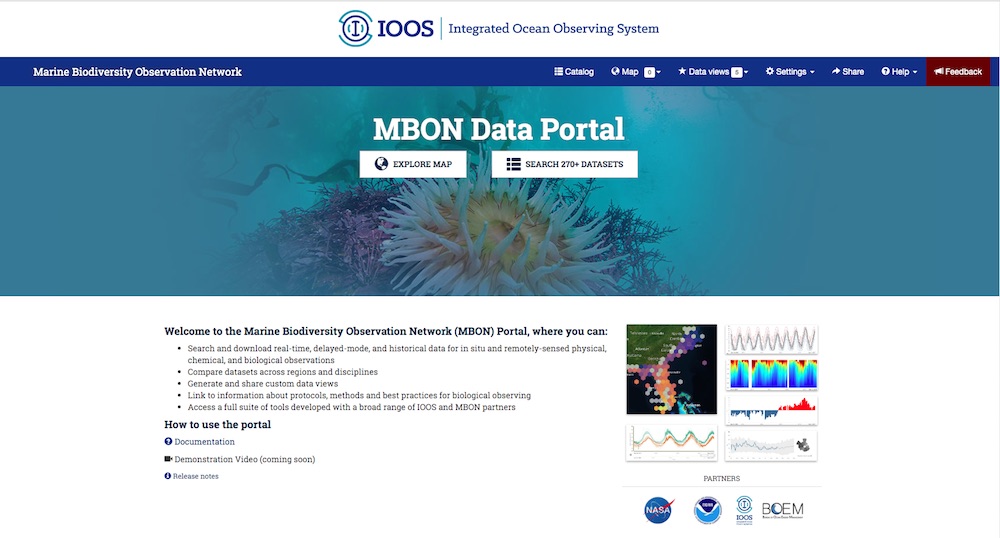 IOOS Integrated Ocean Observing System
Marine Biodiversity Observation Network
Catalog Map 0 Data views 5 Settings Share Help Feedback
MBON Data Portal
EXPLORE MAP SEARCH 270+ DATASETS
Welcome to the Marine Biodiversity Observation Network (MBON) Portal, where you can:
• Search and download real-time, delayed-mode, and historical data for in situ and remotely-sensed physical,
chemical, and biological observations
• Compare datasets across regions and disciplines
• Generate and share custom data views
• Link to information about protocols, methods and best practices for biological observing
• Access a full suite of tools developed with a broad range of IOOS and MBON partners
How to use the portal
Documentation
Demonstration Video (coming soon)
Release notes
PARTNERS
NASA
IOOS
BOEM